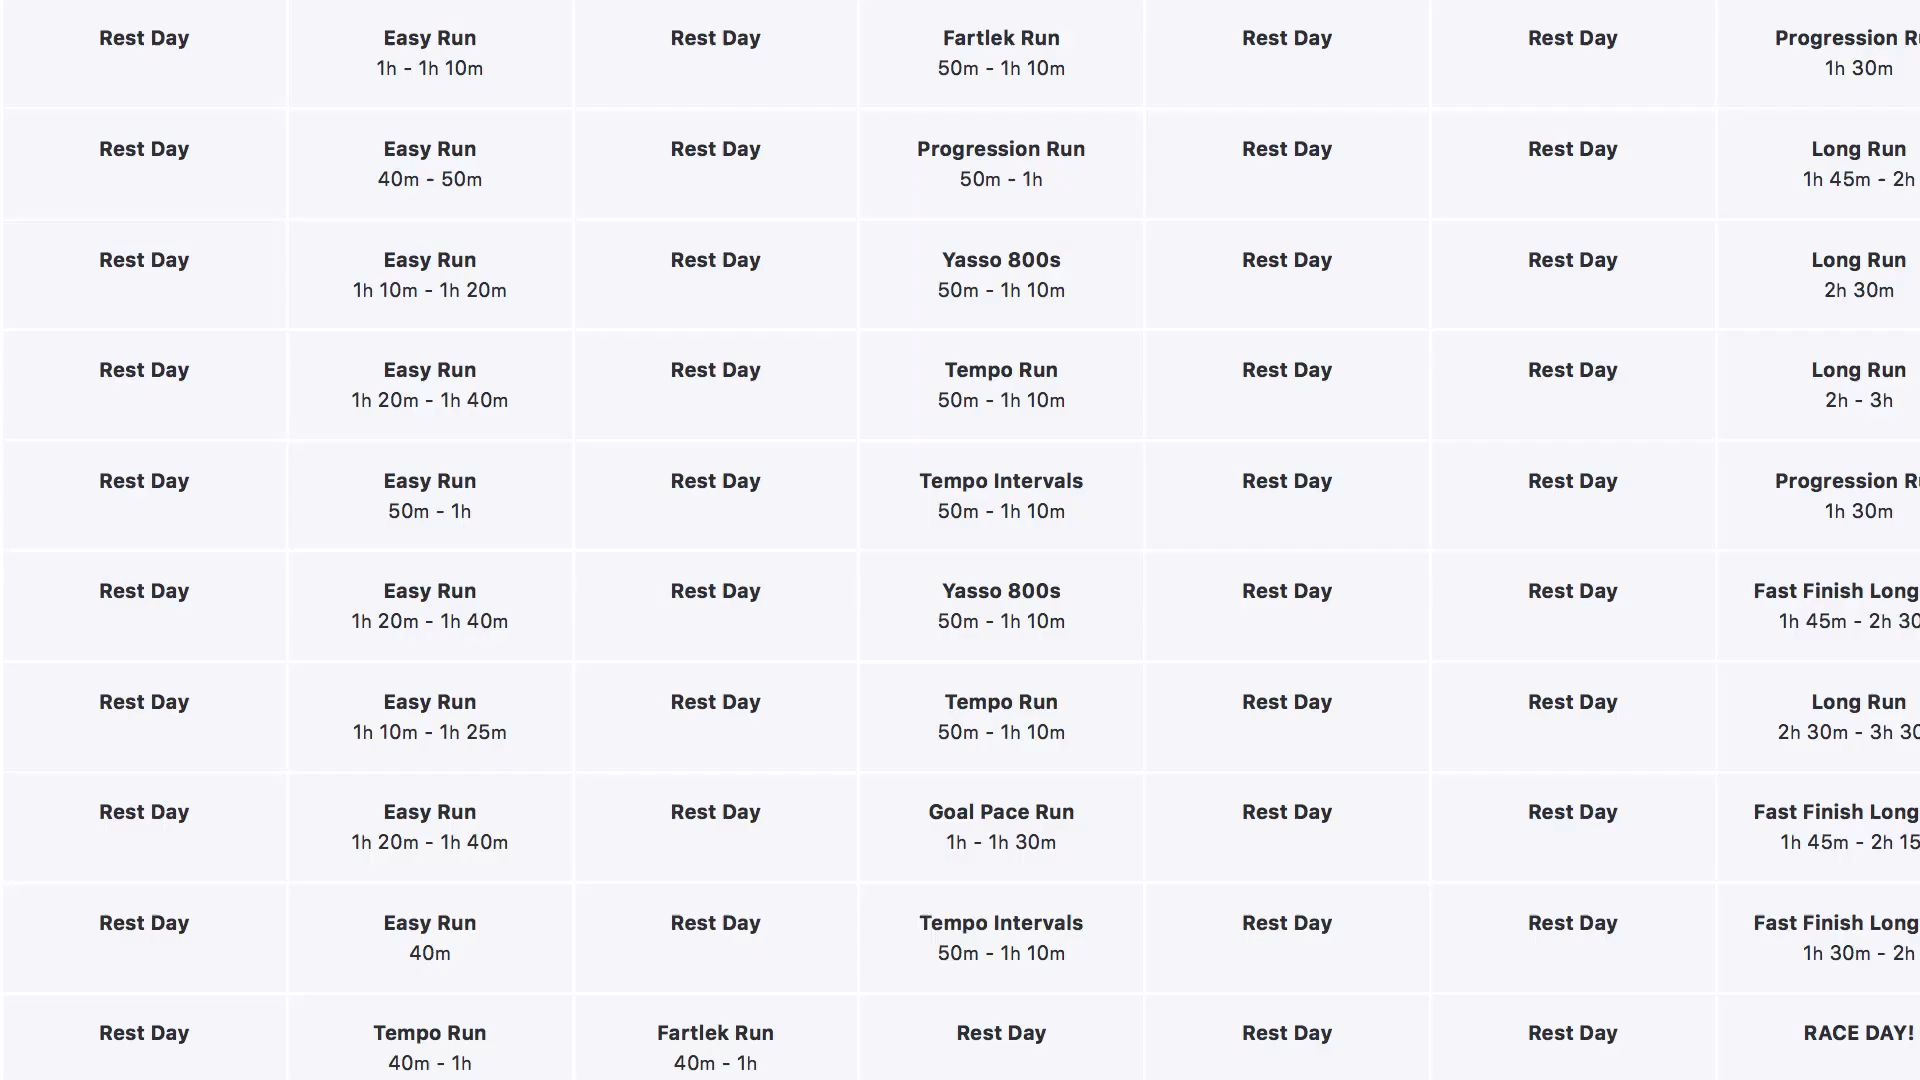 Rest Day Easy Run Rest Day Fartlek Run Rest Day Rest Day Progression
1h - 1h 10m 50m - 1h 10m 1h 30m
Rest Day Easy Run Rest Day Progression Run Rest Day Rest Day Long Run
40m - 50m 50m - 1h 1h 45m - 2h
Rest Day Easy Run Rest Day Yasso 800s Rest Day Rest Day Long Run
1h 10m - 1h 20m 50m - 1h 10m 2h 30m
Rest Day Easy Run Rest Day Tempo Run Rest Day Rest Day Long Run
1h 20m - 1h 40m 50m - 1h 10m 2h - 3h
Rest Day Easy Run Rest Day Tempo Intervals Rest Day Rest Day Progression
50m - 1h 50m - 1h 10m 1h 30m
Rest Day Easy Run Rest Day Yasso 800s Rest Day Rest Day Fast Finish Long
1h 20m - 1h 40m 50m - 1h 10m 1h 45m - 2h 30
Rest Day Easy Run Rest Day Tempo Run Rest Day Rest Day Long Run
1h 10m - 1h 25m 50m - 1h 10m 2h 30m - 3h 30
Rest Day Easy Run Rest Day Goal Pace Run Rest Day Rest Day Fast Finish Long
1h 20m - 1h 40m 1h - 1h 30m 1h 45m - 2h 15
Rest Day Easy Run Rest Day Tempo Intervals Rest Day Rest Day Fast Finish Long
40m 50m - 1h 10m 1h 30m - 2h
Rest Day Tempo Run Fartlek Run Rest Day Rest Day Rest Day RACE DAY!
40m - 1h 40m - 1h